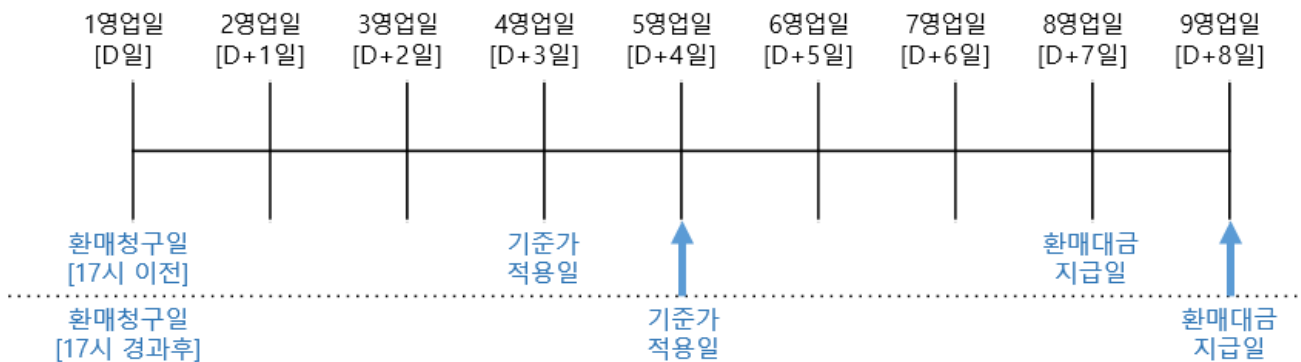 1영업일 2영업일 3영업일 4영업일 5영업일 6영업일 7영업일 8영업일 9영업일
[D일] [D+1일] [D+2일] [D+3일] [D+4일] [D+5일] [D+6일] [D+7일] [D+8일]
환매청구일 기준가 환매대금
[17시 이전] 적용일 지급일
환매청구일 기준가 환매대금
[17시 경과후] 적용일 지급일